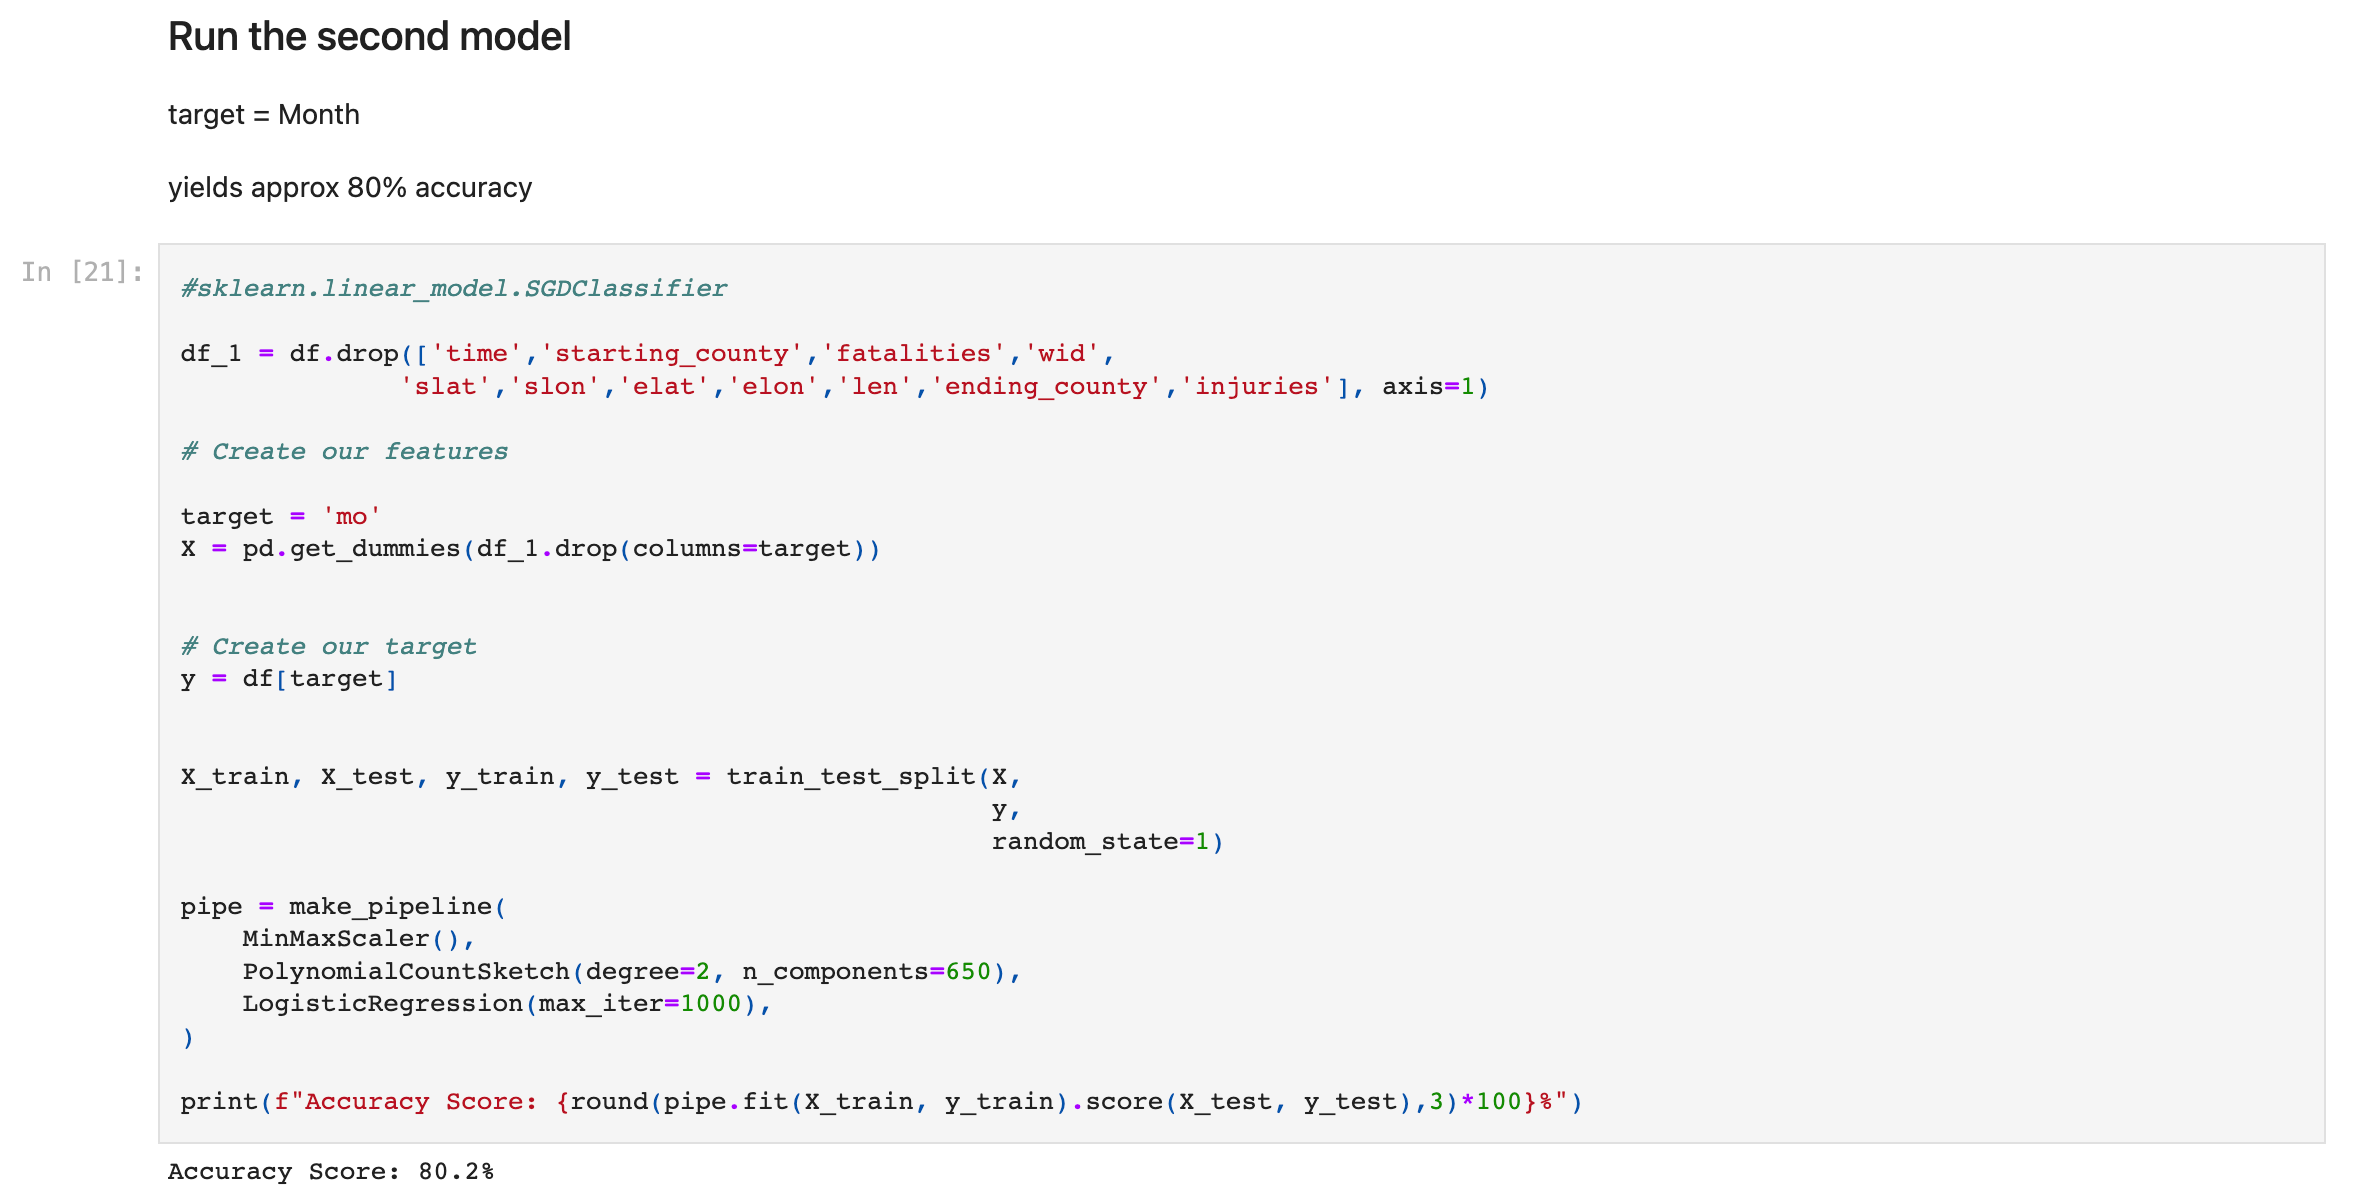 Run the second model
target = Month
yields approx 80% accuracy
In [21]:
#sklearn.linear_model.SGDClassifier
df_1 = df.drop(['time','starting_county','fatalities','wid',
'slat','slon','elat','elon','len','ending_county','injuries'], axis=1)
# Create our features
target = 'mo'
X = pd.get_dummies(df_1.drop(columns=target))
# Create our target
y = df[target]
X_train, X_test, y_train, y_test = train_test_split(X,
y,
random_state=1)
pipe = make_pipeline(
MinMaxScaler(),
PolynomialCountSketch(degree=2, n_components=650),
LogisticRegression(max_iter=1000),
)
print(f"Accuracy Score: {round(pipe.fit(X_train, y_train).score(X_test, y_test),3)*100}%")
Accuracy Score: 80.2%